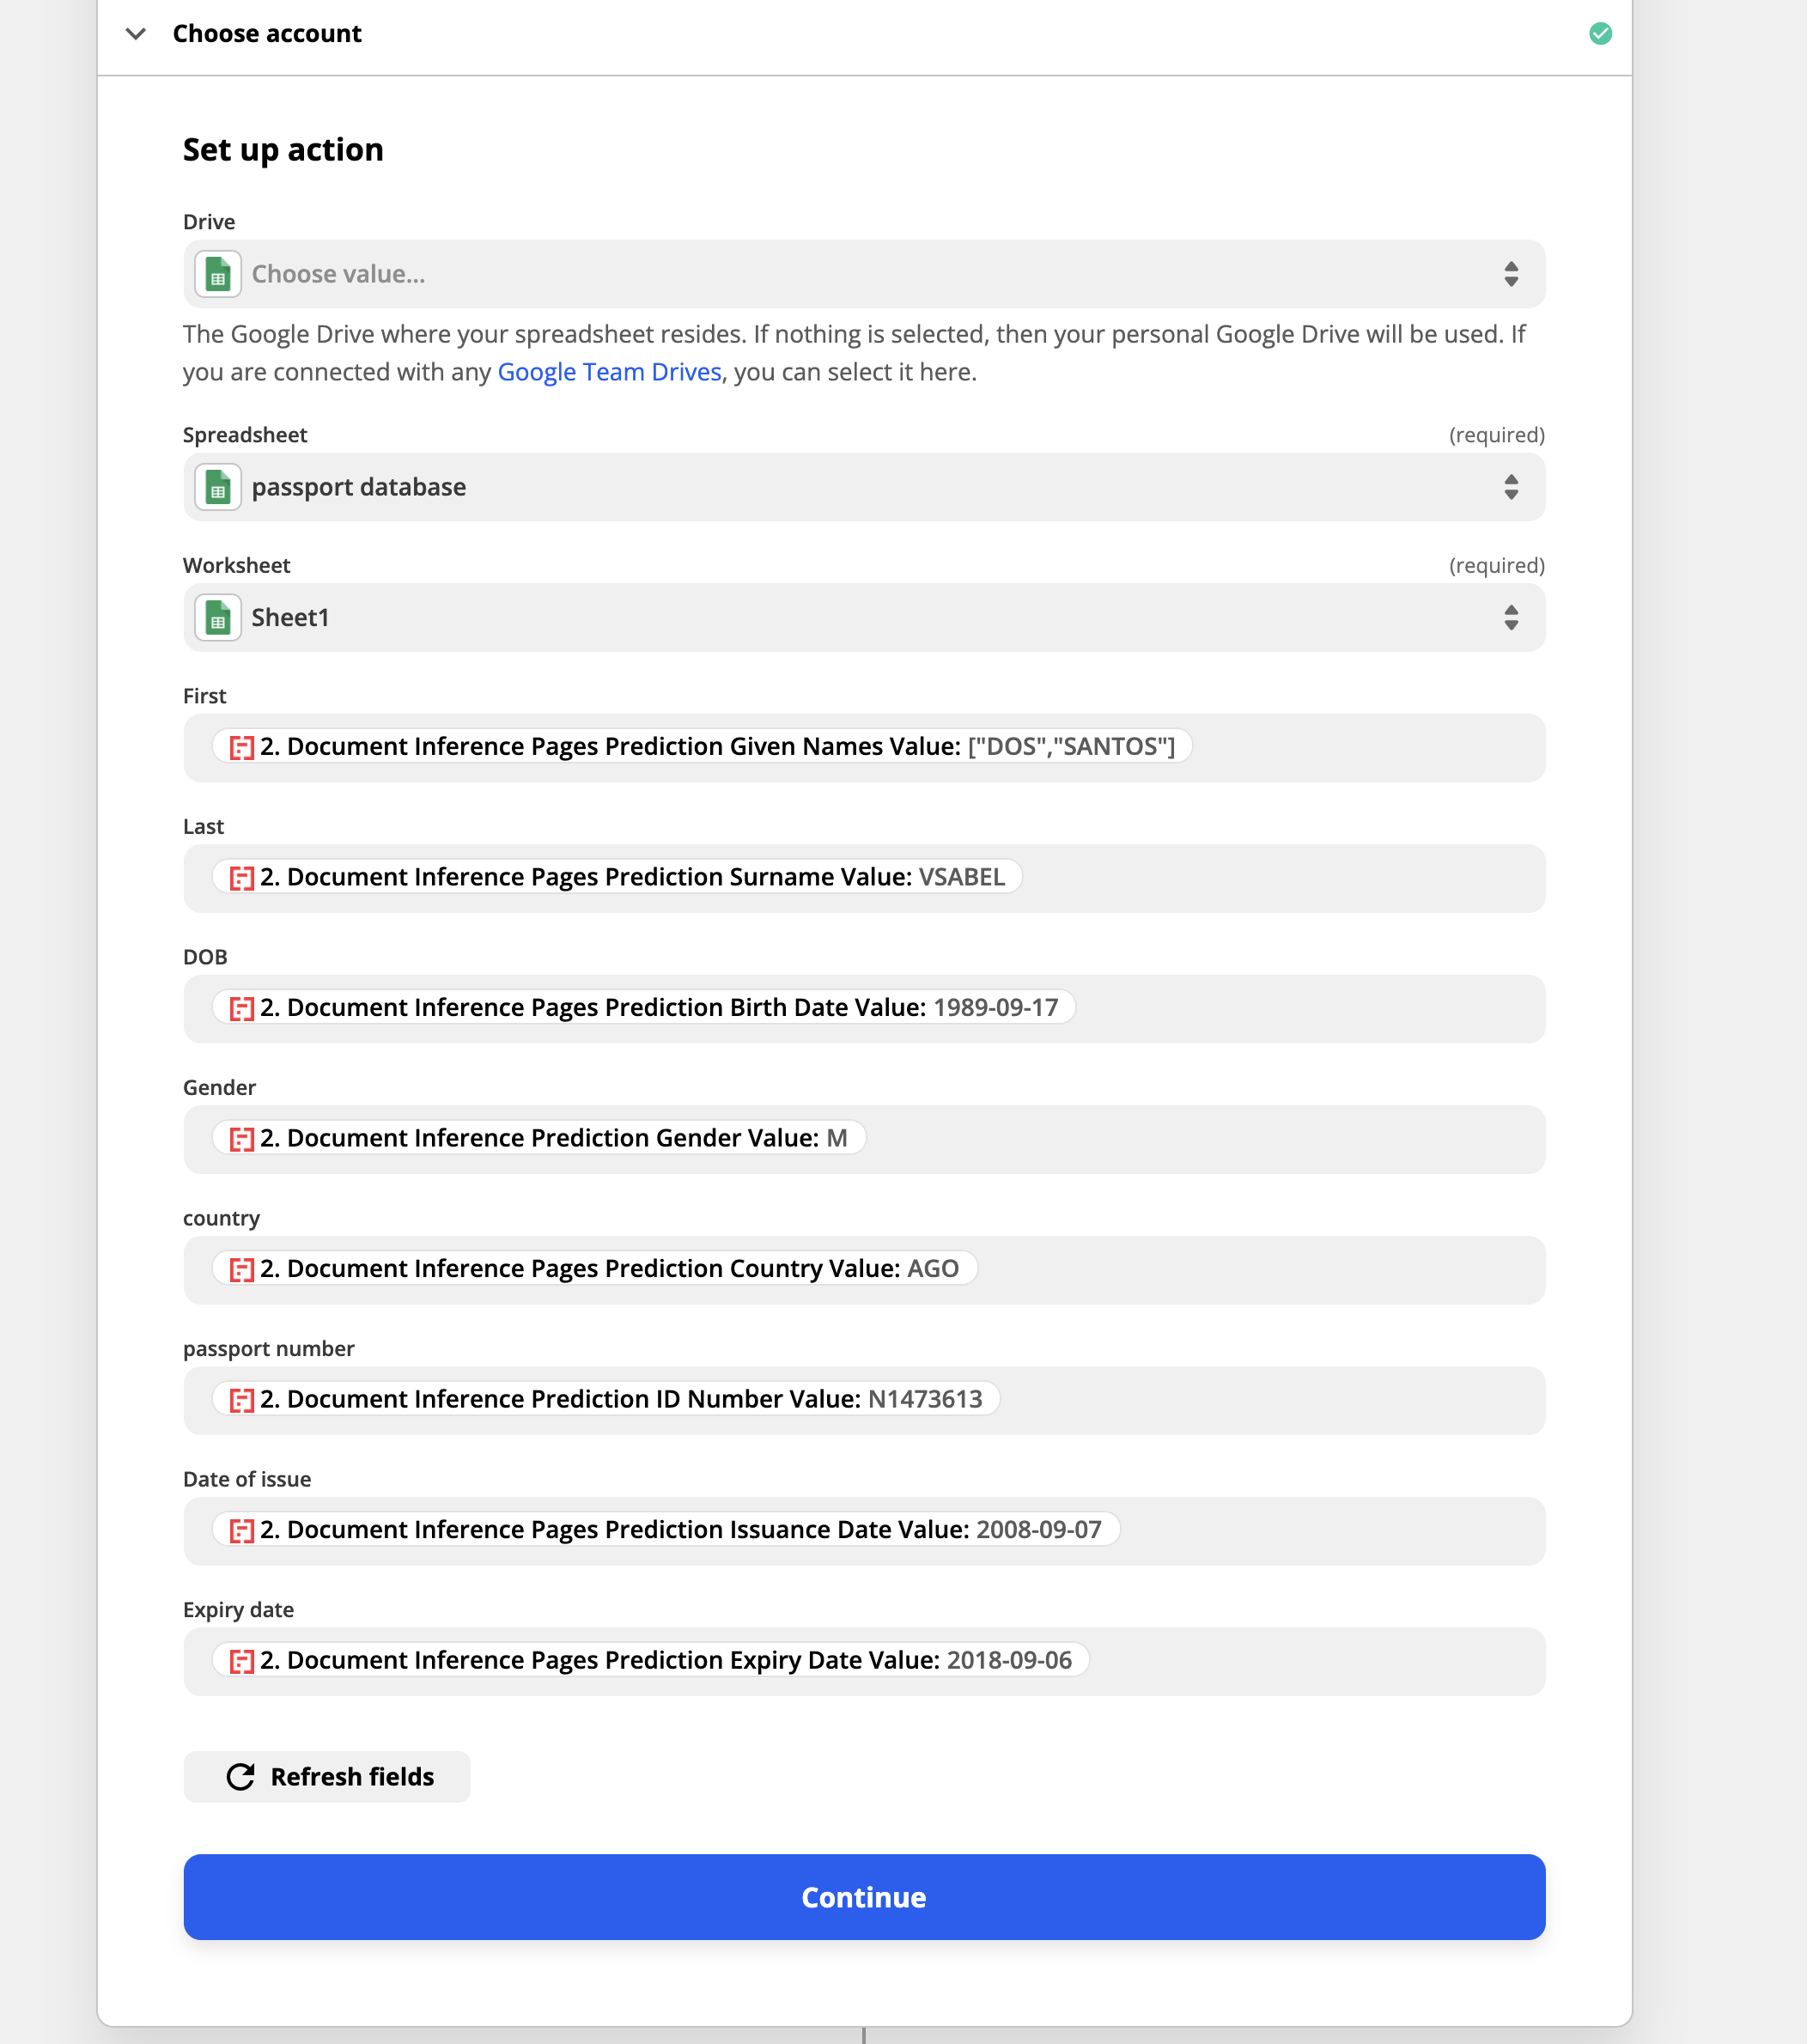 Choose account
Set up action
Drive
Choose value...
The Google Drive where your spreadsheet resides. If nothing is selected, then your personal Google Drive will be used. If
you are connected with any Google Team Drives, you can select it here.
Spreadsheet (required)
passport database
Worksheet (required)
Sheet1
First
2. Document Inference Pages Prediction Given Names Value: ["DOS","SANTOS"]
Last
2. Document Inference Pages Prediction Surname Value: VSABEL
DOB
2. Document Inference Pages Prediction Birth Date Value: 1989-09-17
Gender
2. Document Inference Prediction Gender Value: M
country
2. Document Inference Pages Prediction Country Value: AGO
passport number
2. Document Inference Prediction ID Number Value: N1473613
Date of issue
2. Document Inference Pages Prediction Issuance Date Value: 2008-09-07
Expiry date
2. Document Inference Pages Prediction Expiry Date Value: 2018-09-06
Refresh fields
Continue